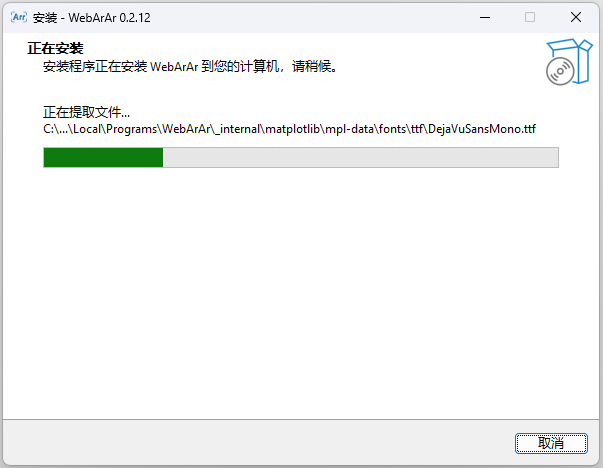 Arr 安装 - WebArAr 0.2.12
正在安装
安装程序正在安装 WebArAr 到您的计算机，请稍候。
正在提取文件...
C:\...\Local\Programs\WebArAr\_internal\matplotlib\mpl-data\fonts\ttf\DejaVuSansMono.ttf
取消